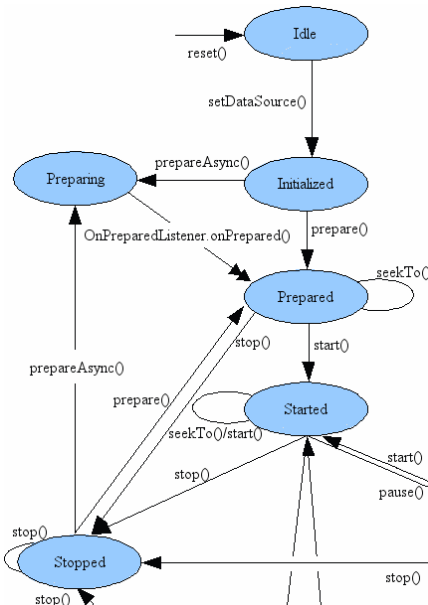 Idle
reset()
setDataSource()
prepareAsync()
Preparing
Initialized
OnPreparedListener.onPrepared()
prepare()
seekTo()
Prepared
stop()
start()
prepareAsync()
prepare()
Started
seekTo()/start()
start()
stop()
pause()
stop()
Stopped
stop()
stop()